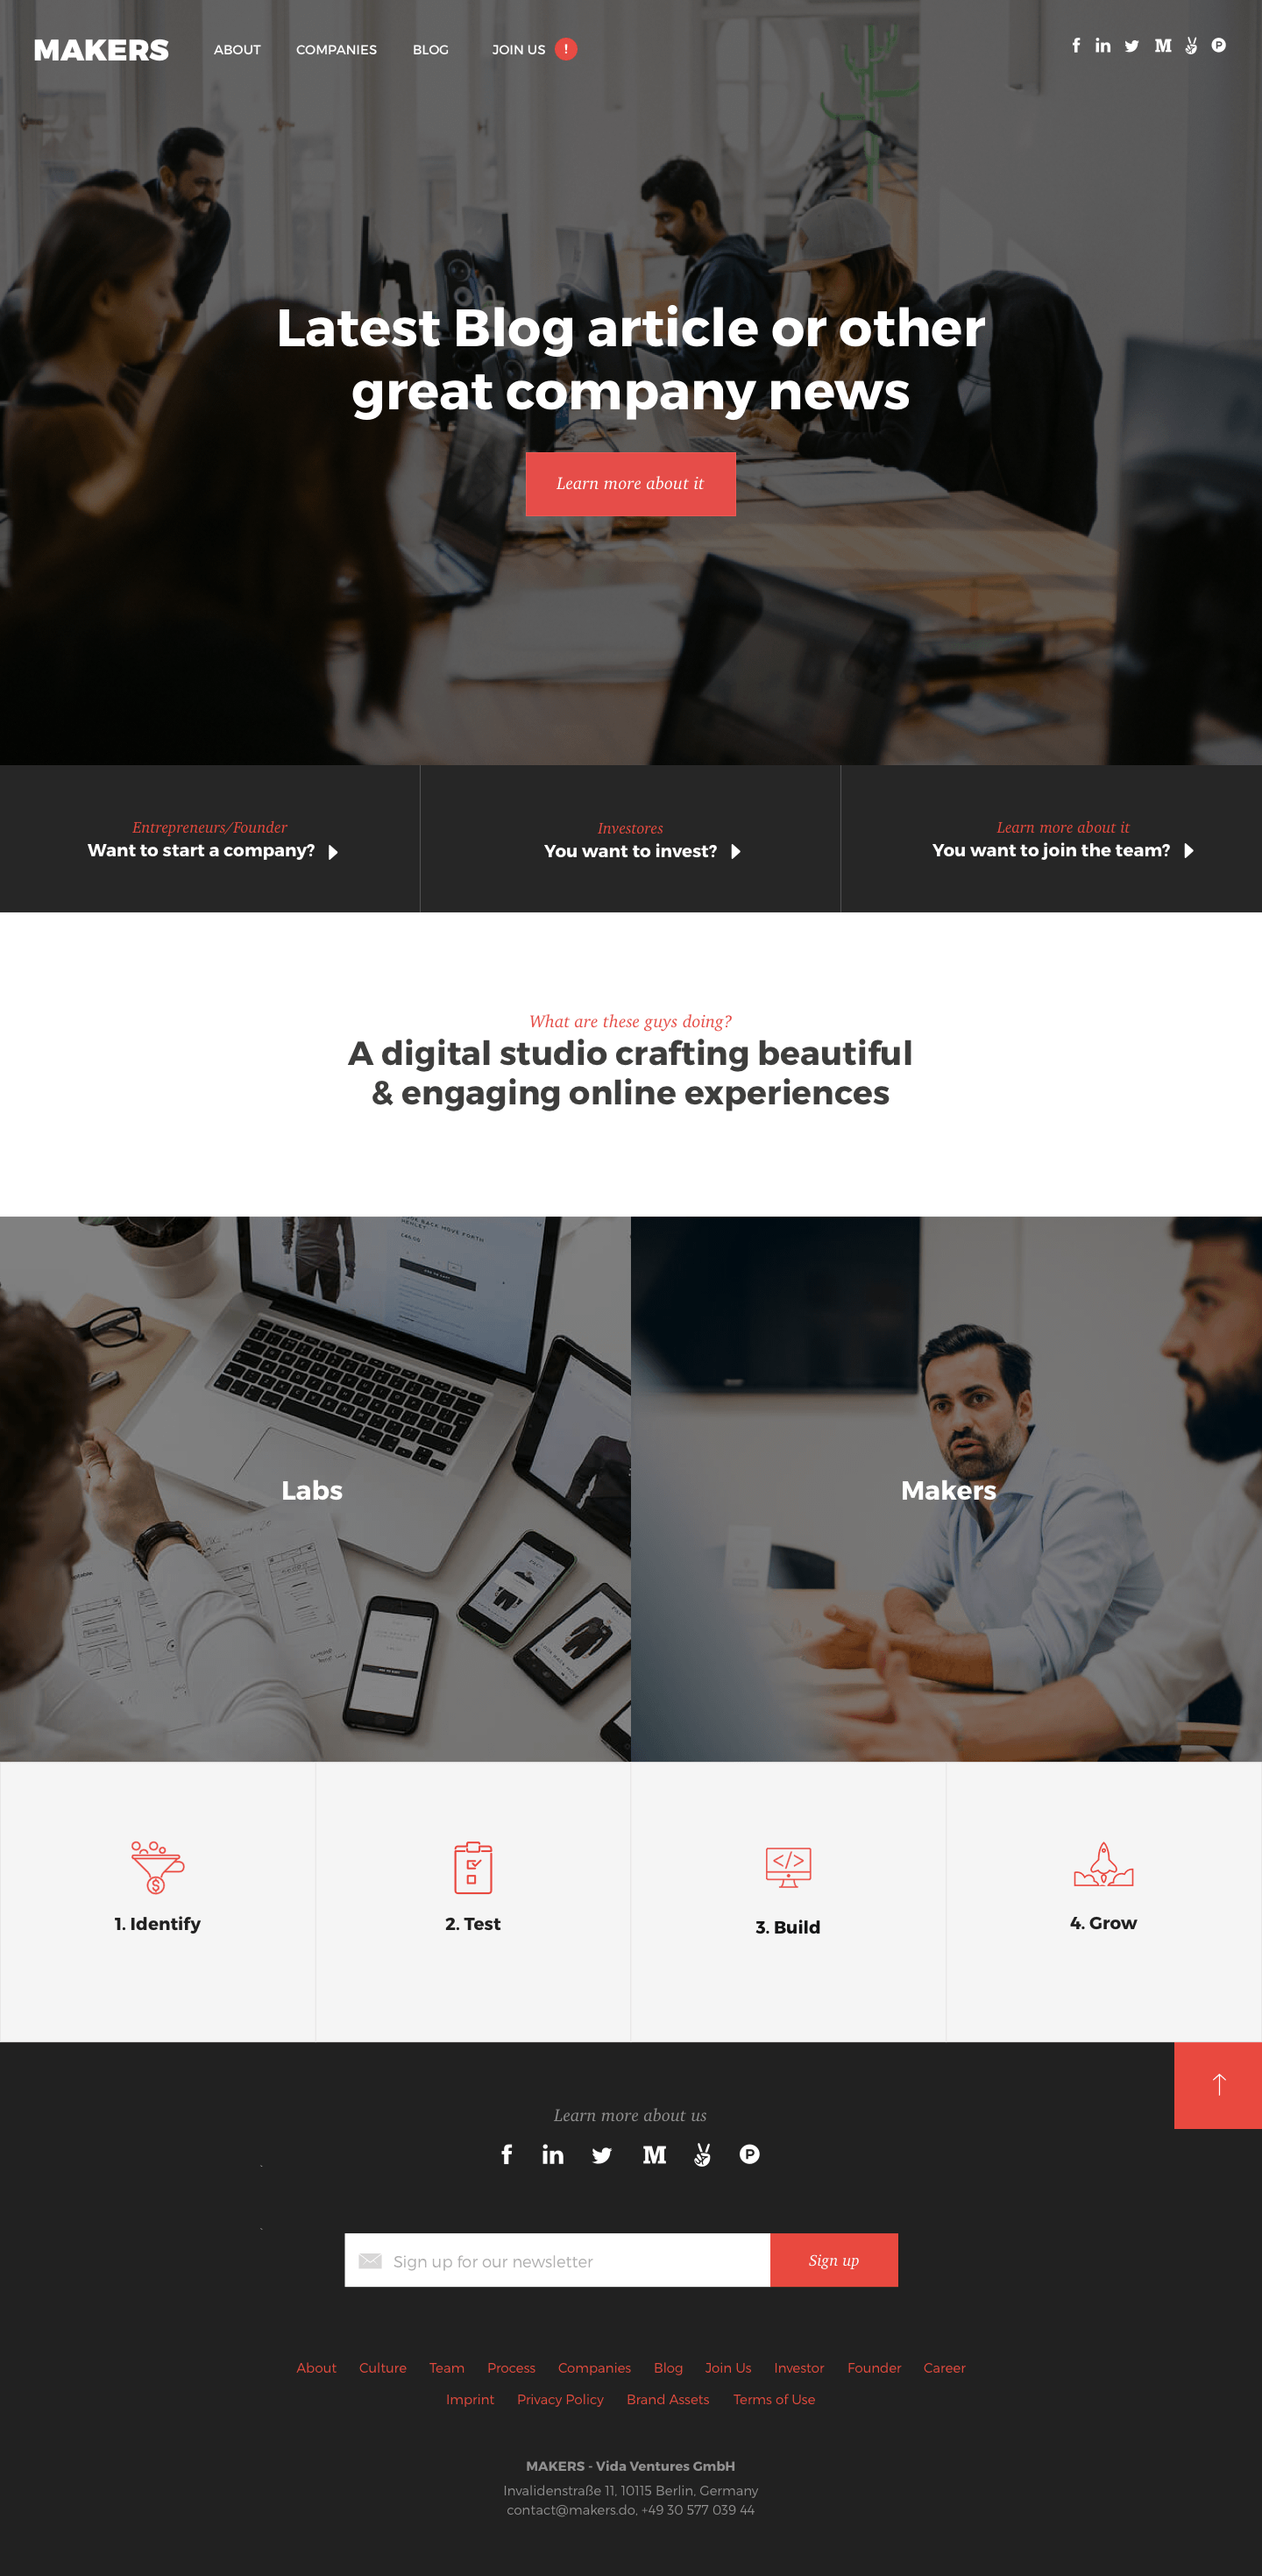 MAKERS
ABOUT COMPANIES BLOG JOIN US !
Latest Blog article or other
great company news
Learn more about it
Entrepreneurs/Founder
Want to start a company?
Investores
You want to invest?
Learn more about it
You want to join the team?
What are these guys doing?
A digital studio crafting beautiful
& engaging online experiences
Labs
Makers
1. Identify
2. Test
3. Build
4. Grow
Learn more about us
Sign up for our newsletter
Sign up
About Culture Team Process Companies Blog Join Us Investor Founder Career
Imprint Privacy Policy Brand Assets Terms of Use
MAKERS - Vida Ventures GmbH
Invalidenstraße 11, 10115 Berlin, Germany
contact@makers.do, +49 30 577 039 44